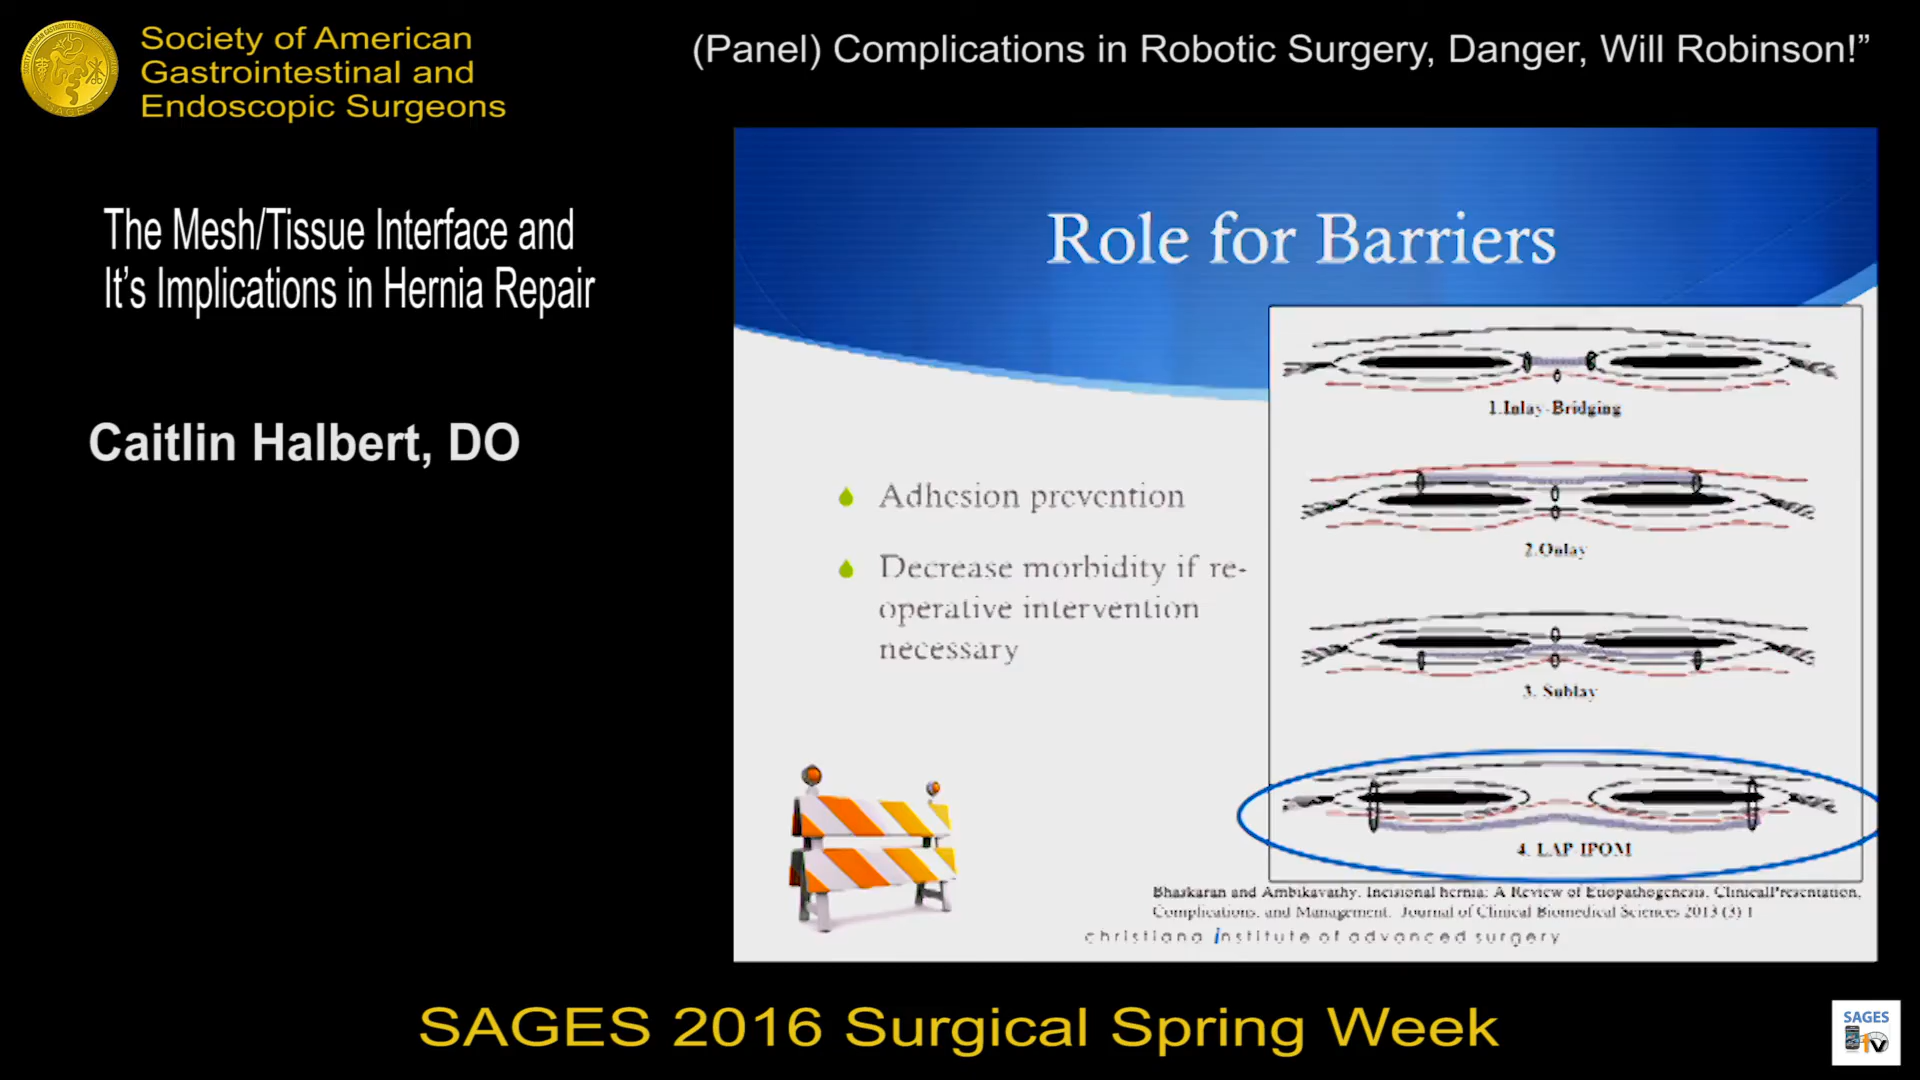 Society of American
Gastrointestinal and
Endoscopic Surgeons
(Panel) Complications in Robotic Surgery, Danger, Will Robinson!”
The Mesh/Tissue Interface and
It’s Implications in Hernia Repair
Caitlin Halbert, DO
Role for Barriers
Adhesion prevention
Decrease morbidity if re-
operative intervention
necessary
1.Inlay-Bridging
2.Onlay
3. Sublay
4. LAP IPOM
Bhaskaran and Ambikavathy. Incisional hernia: A Review of Etiopathogenesis, ClinicalPresentation,
Complications, and Management. Journal of Clinical Biomedical Sciences 2013 (3) 1
christiana institute of advanced surgery
SAGES 2016 Surgical Spring Week
SAGES
TV